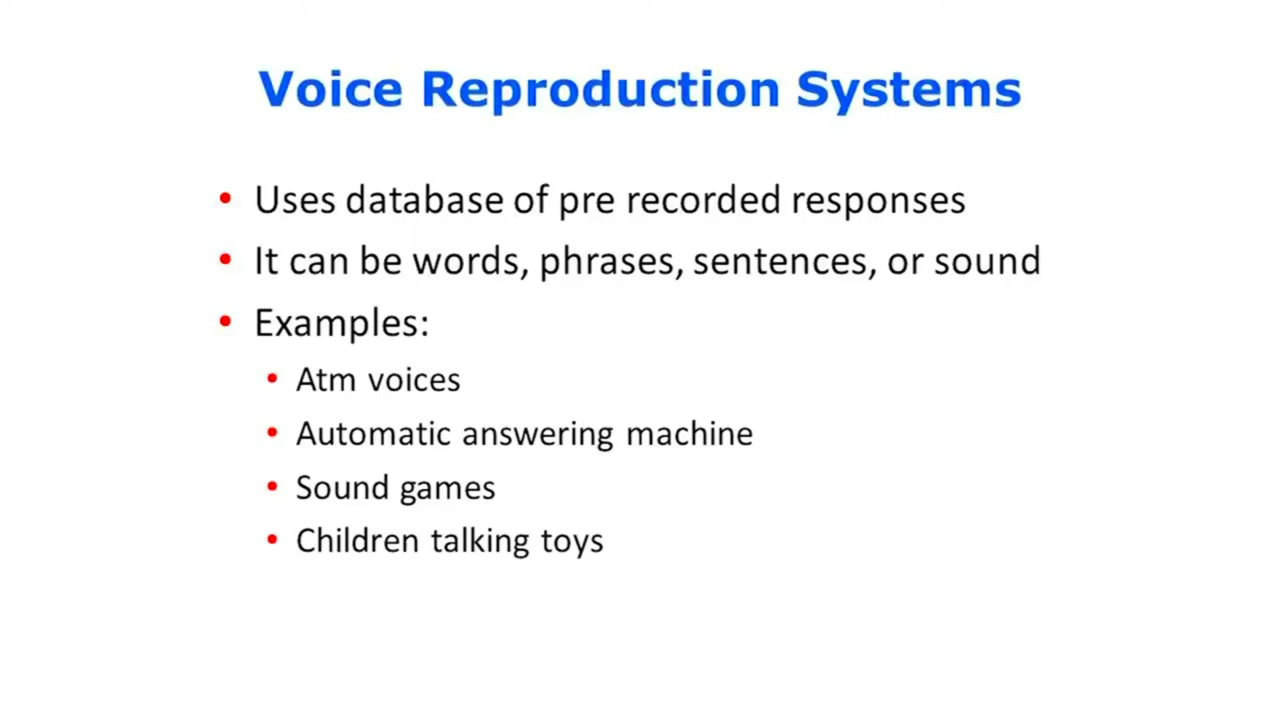 Voice Reproduction Systems
• Uses database of pre recorded responses
• It can be words, phrases, sentences, or sound
• Examples:
• Atm voices
• Automatic answering machine
• Sound games
• Children talking toys